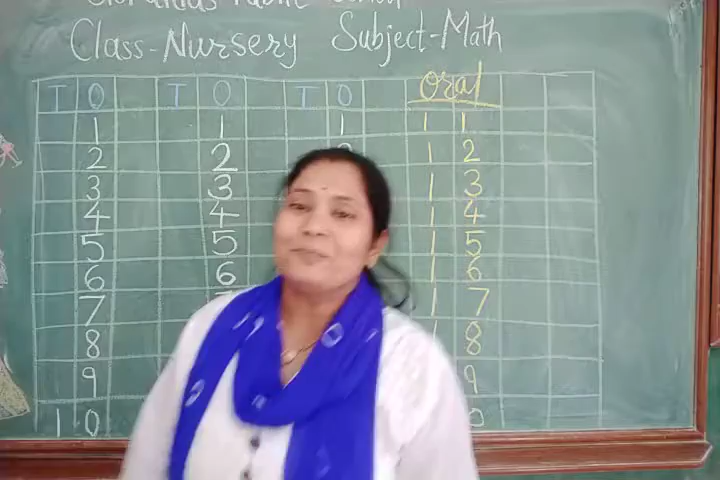 Class-Nursery Subject-Math
T O T O T O Oral
1 1 1 1 1
2 2 1 2
3 3 1 3
4 4 1 4
5 5 1 5
6 6 1 6
7 1 7
8 8
9 9
1 0 0